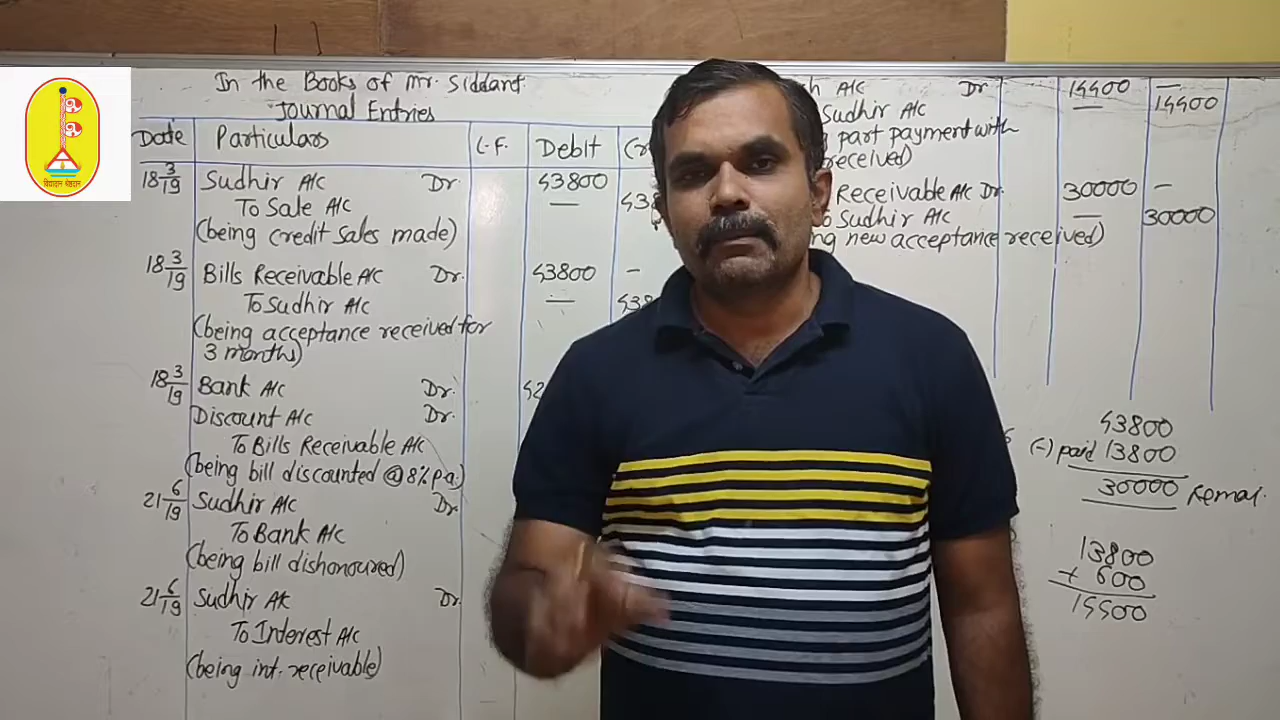 In the Books of Mr. Siddant
Journal Entries
Date Particulars L.F. Debit
18 3/19 Sudhir A/c Dr. 43800
To Sale A/c
(being credit sales made)
18 3/19 Bills Receivable A/c Dr. 43800 —
To Sudhir A/c
(being acceptance received for
3 months)
18 3/19 Bank A/c Dr.
Discount A/c Dr.
To Bills Receivable A/c
(being bill discounted @ 8% p.a.)
21 6/19 Sudhir A/c Dr.
To Bank A/c
(being bill dishonoured)
21 6/19 Sudhir A/c Dr.
To Interest A/c
(being int. receivable)
A/c Dr 14400 —
Sudhir A/c 14400
part payment with
received)
Receivable A/c Dr. 30000 —
To Sudhir A/c 30000
new acceptance received)
43800
(-) paid 13800
30000 Remai.
13800
+ 600
14400